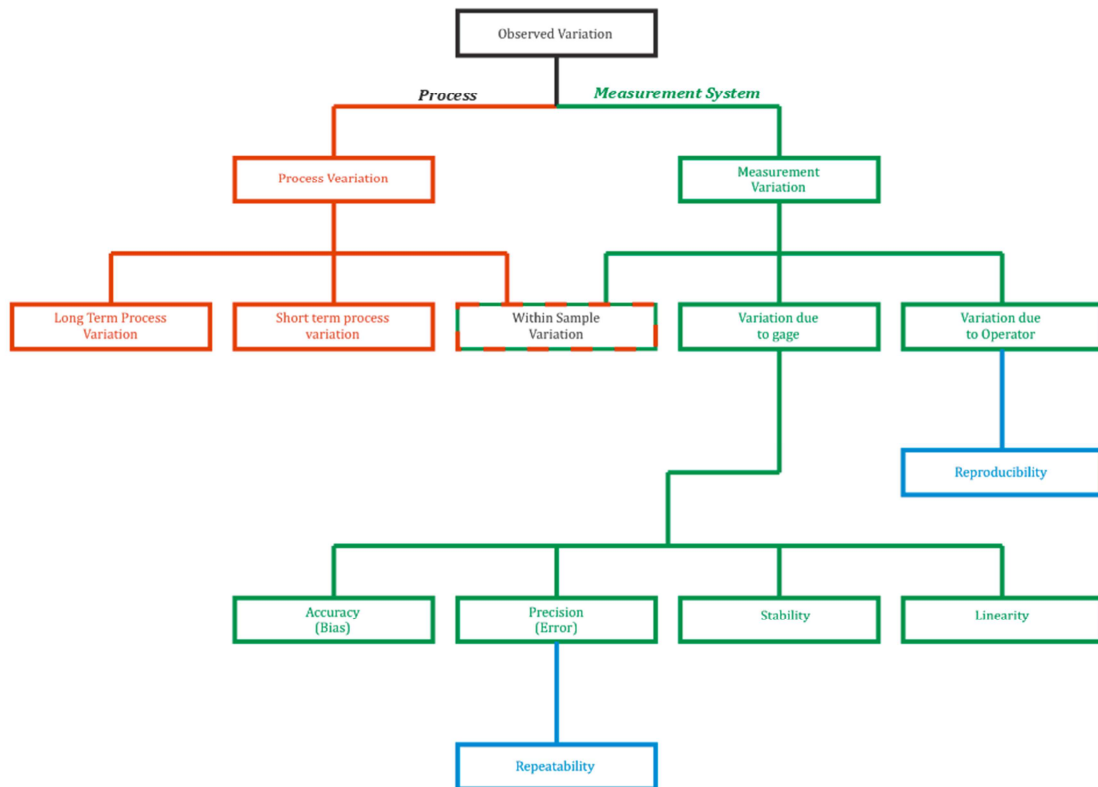 Observed Variation
Process
Measurement System
Process Veariation
Measurement
Variation
Long Term Process
Variation
Short term process
variation
Within Sample
Variation
Variation due
to gage
Variation due
to Operator
Reproducibility
Accuracy
(Bias)
Precision
(Error)
Stability
Linearity
Repeatability